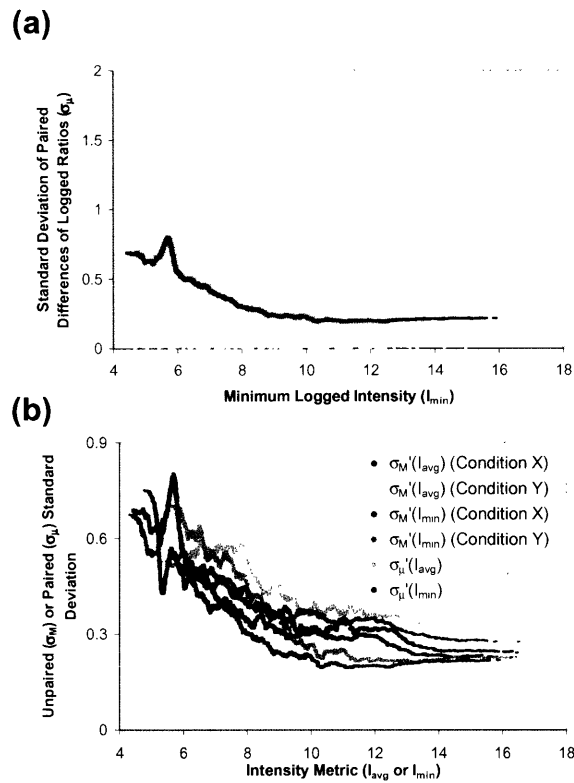 (a)
Standard Deviation of Paired
Differences of Logged Ratios (σμ)
2
1.5
1
0.5
0
4 6 8 10 12 14 16 18
Minimum Logged Intensity (Imin)
(b)
Unpaired (σM) or Paired (σμ) Standard
Deviation
0.9
0.6
0.3
0
σM'(Iavg) (Condition X)
σM'(Iavg) (Condition Y)
σM'(Imin) (Condition X)
σM'(Imin) (Condition Y)
σμ'(Iavg)
σμ'(Imin)
4 6 8 10 12 14 16 18
Intensity Metric (Iavg or Imin)